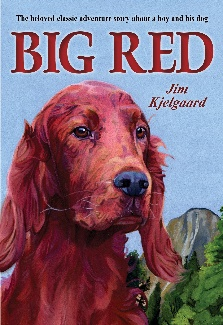 The beloved classic adventure story about a boy and his dog
BIG RED
Jim
Kjelgaard